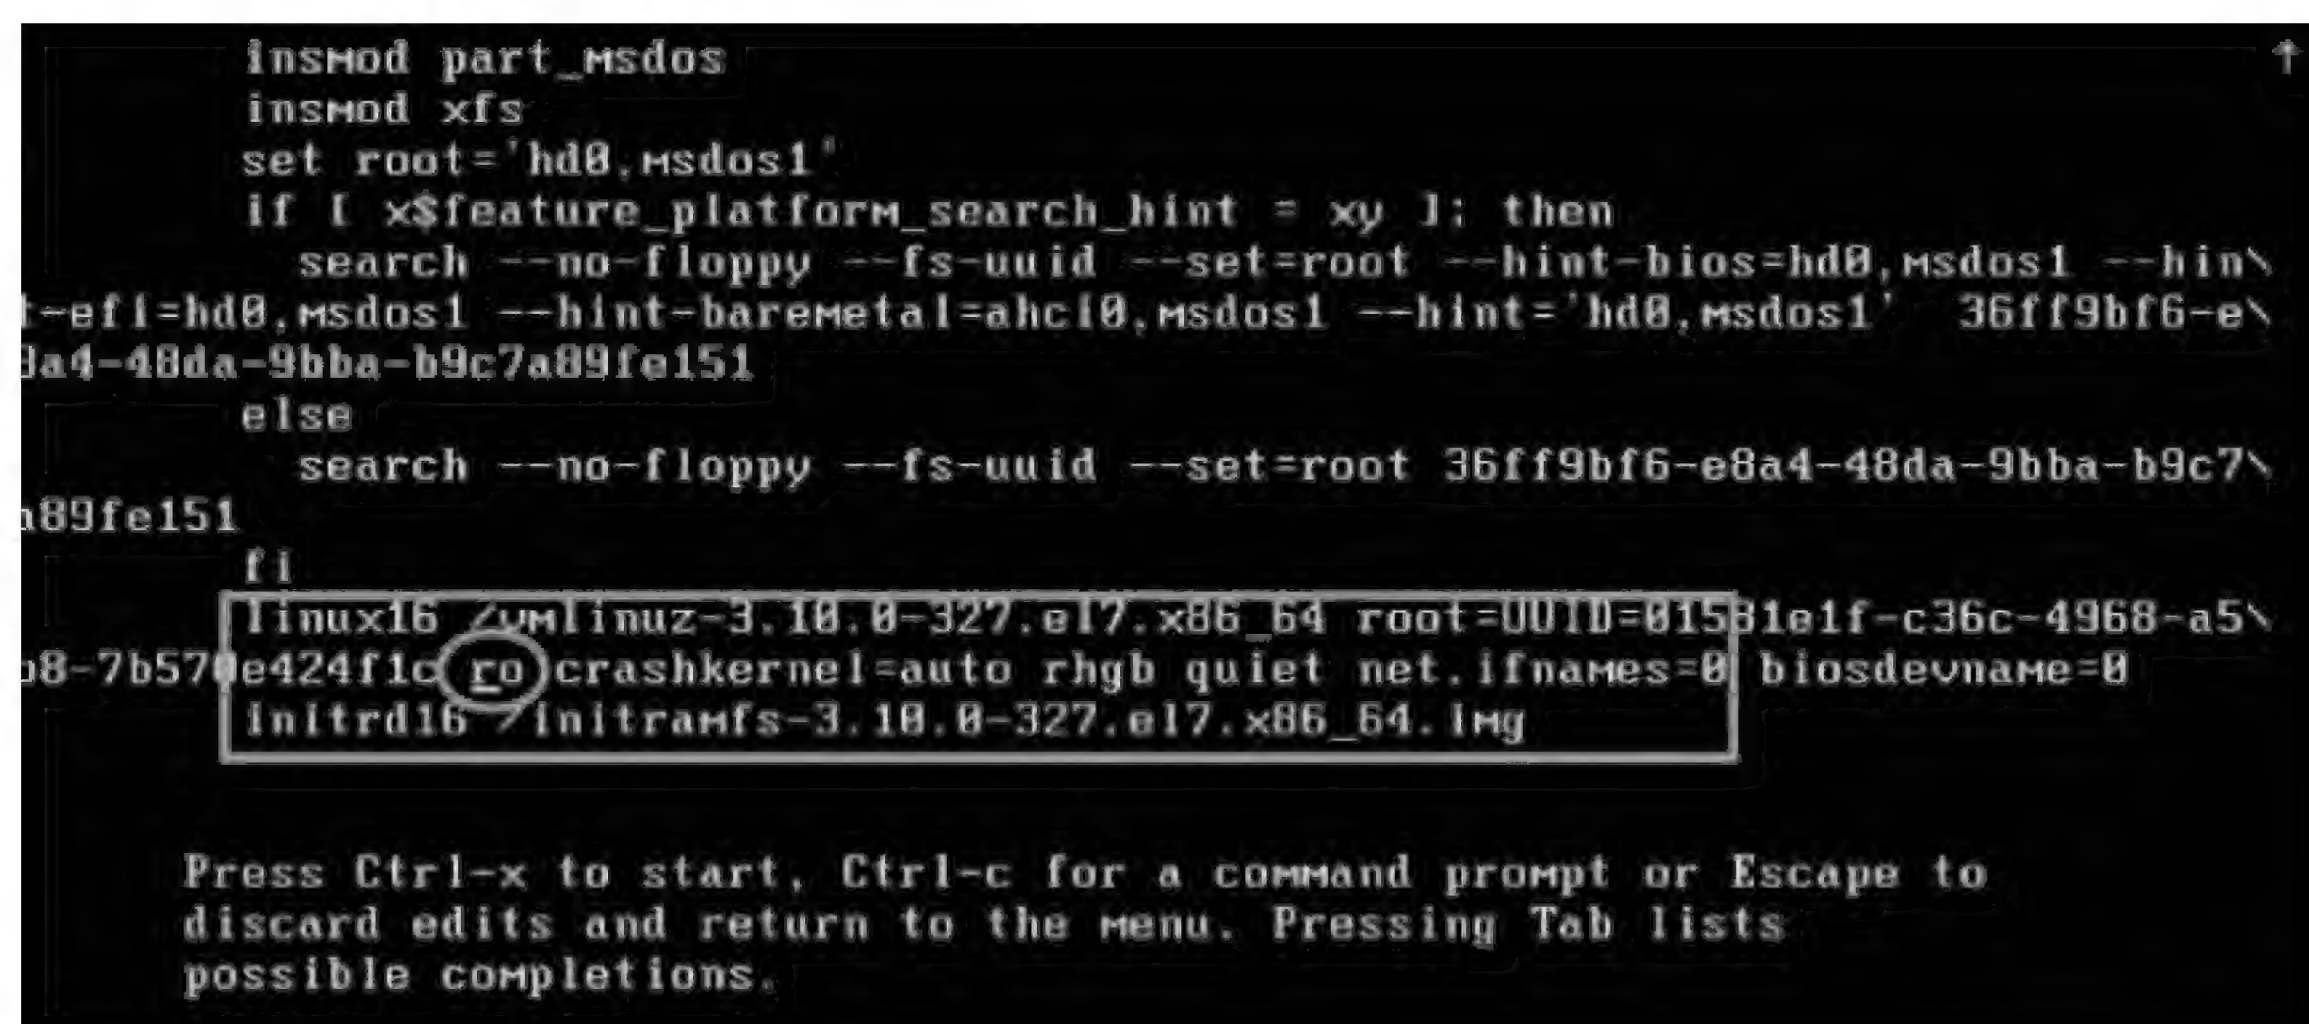 insmod part_msdos
insmod xfs
set root='hd0,msdos1'
if [ x$feature_platform_search_hint = xy ]; then
search --no-floppy --fs-uuid --set=root --hint-bios=hd0,msdos1 --hin\
t-efi=hd0,msdos1 --hint-baremetal=ahci0,msdos1 --hint='hd0,msdos1' 36ff9bf6-e\
8a4-48da-9bba-b9c7a89fe151
else
search --no-floppy --fs-uuid --set=root 36ff9bf6-e8a4-48da-9bba-b9c7\
a89fe151
fi
linux16 /vmlinuz-3.10.0-327.el7.x86_64 root=UUID=01581e1f-c36c-4968-a5\
b8-7b570e424f1c ro crashkernel=auto rhgb quiet net.ifnames=0 biosdevname=0
initrd16 /initramfs-3.10.0-327.el7.x86_64.img
Press Ctrl-x to start, Ctrl-c for a command prompt or Escape to
discard edits and return to the menu. Pressing Tab lists
possible completions.